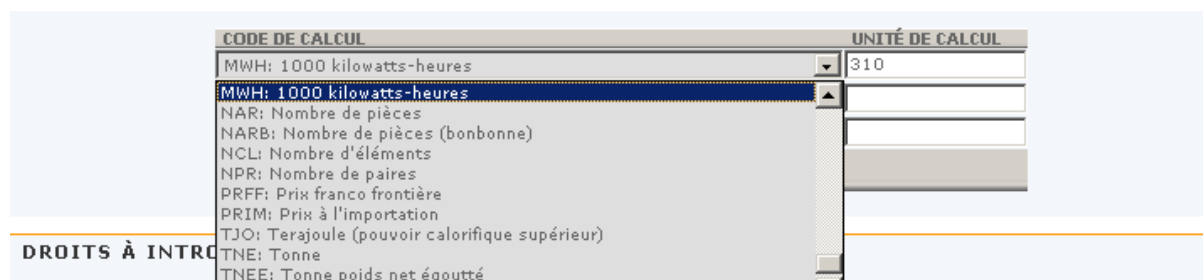 CODE DE CALCUL UNITÉ DE CALCUL
MWH: 1000 kilowatts-heures 310
MWH: 1000 kilowatts-heures
NAR: Nombre de pièces
NARB: Nombre de pièces (bonbonne)
NCL: Nombre d'éléments
NPR: Nombre de paires
PRFF: Prix franco frontière
PRIM: Prix à l'importation
TJO: Terajoule (pouvoir calorifique supérieur)
DROITS À INTRO
TNE: Tonne
TNEE: Tonne poids net égoutté